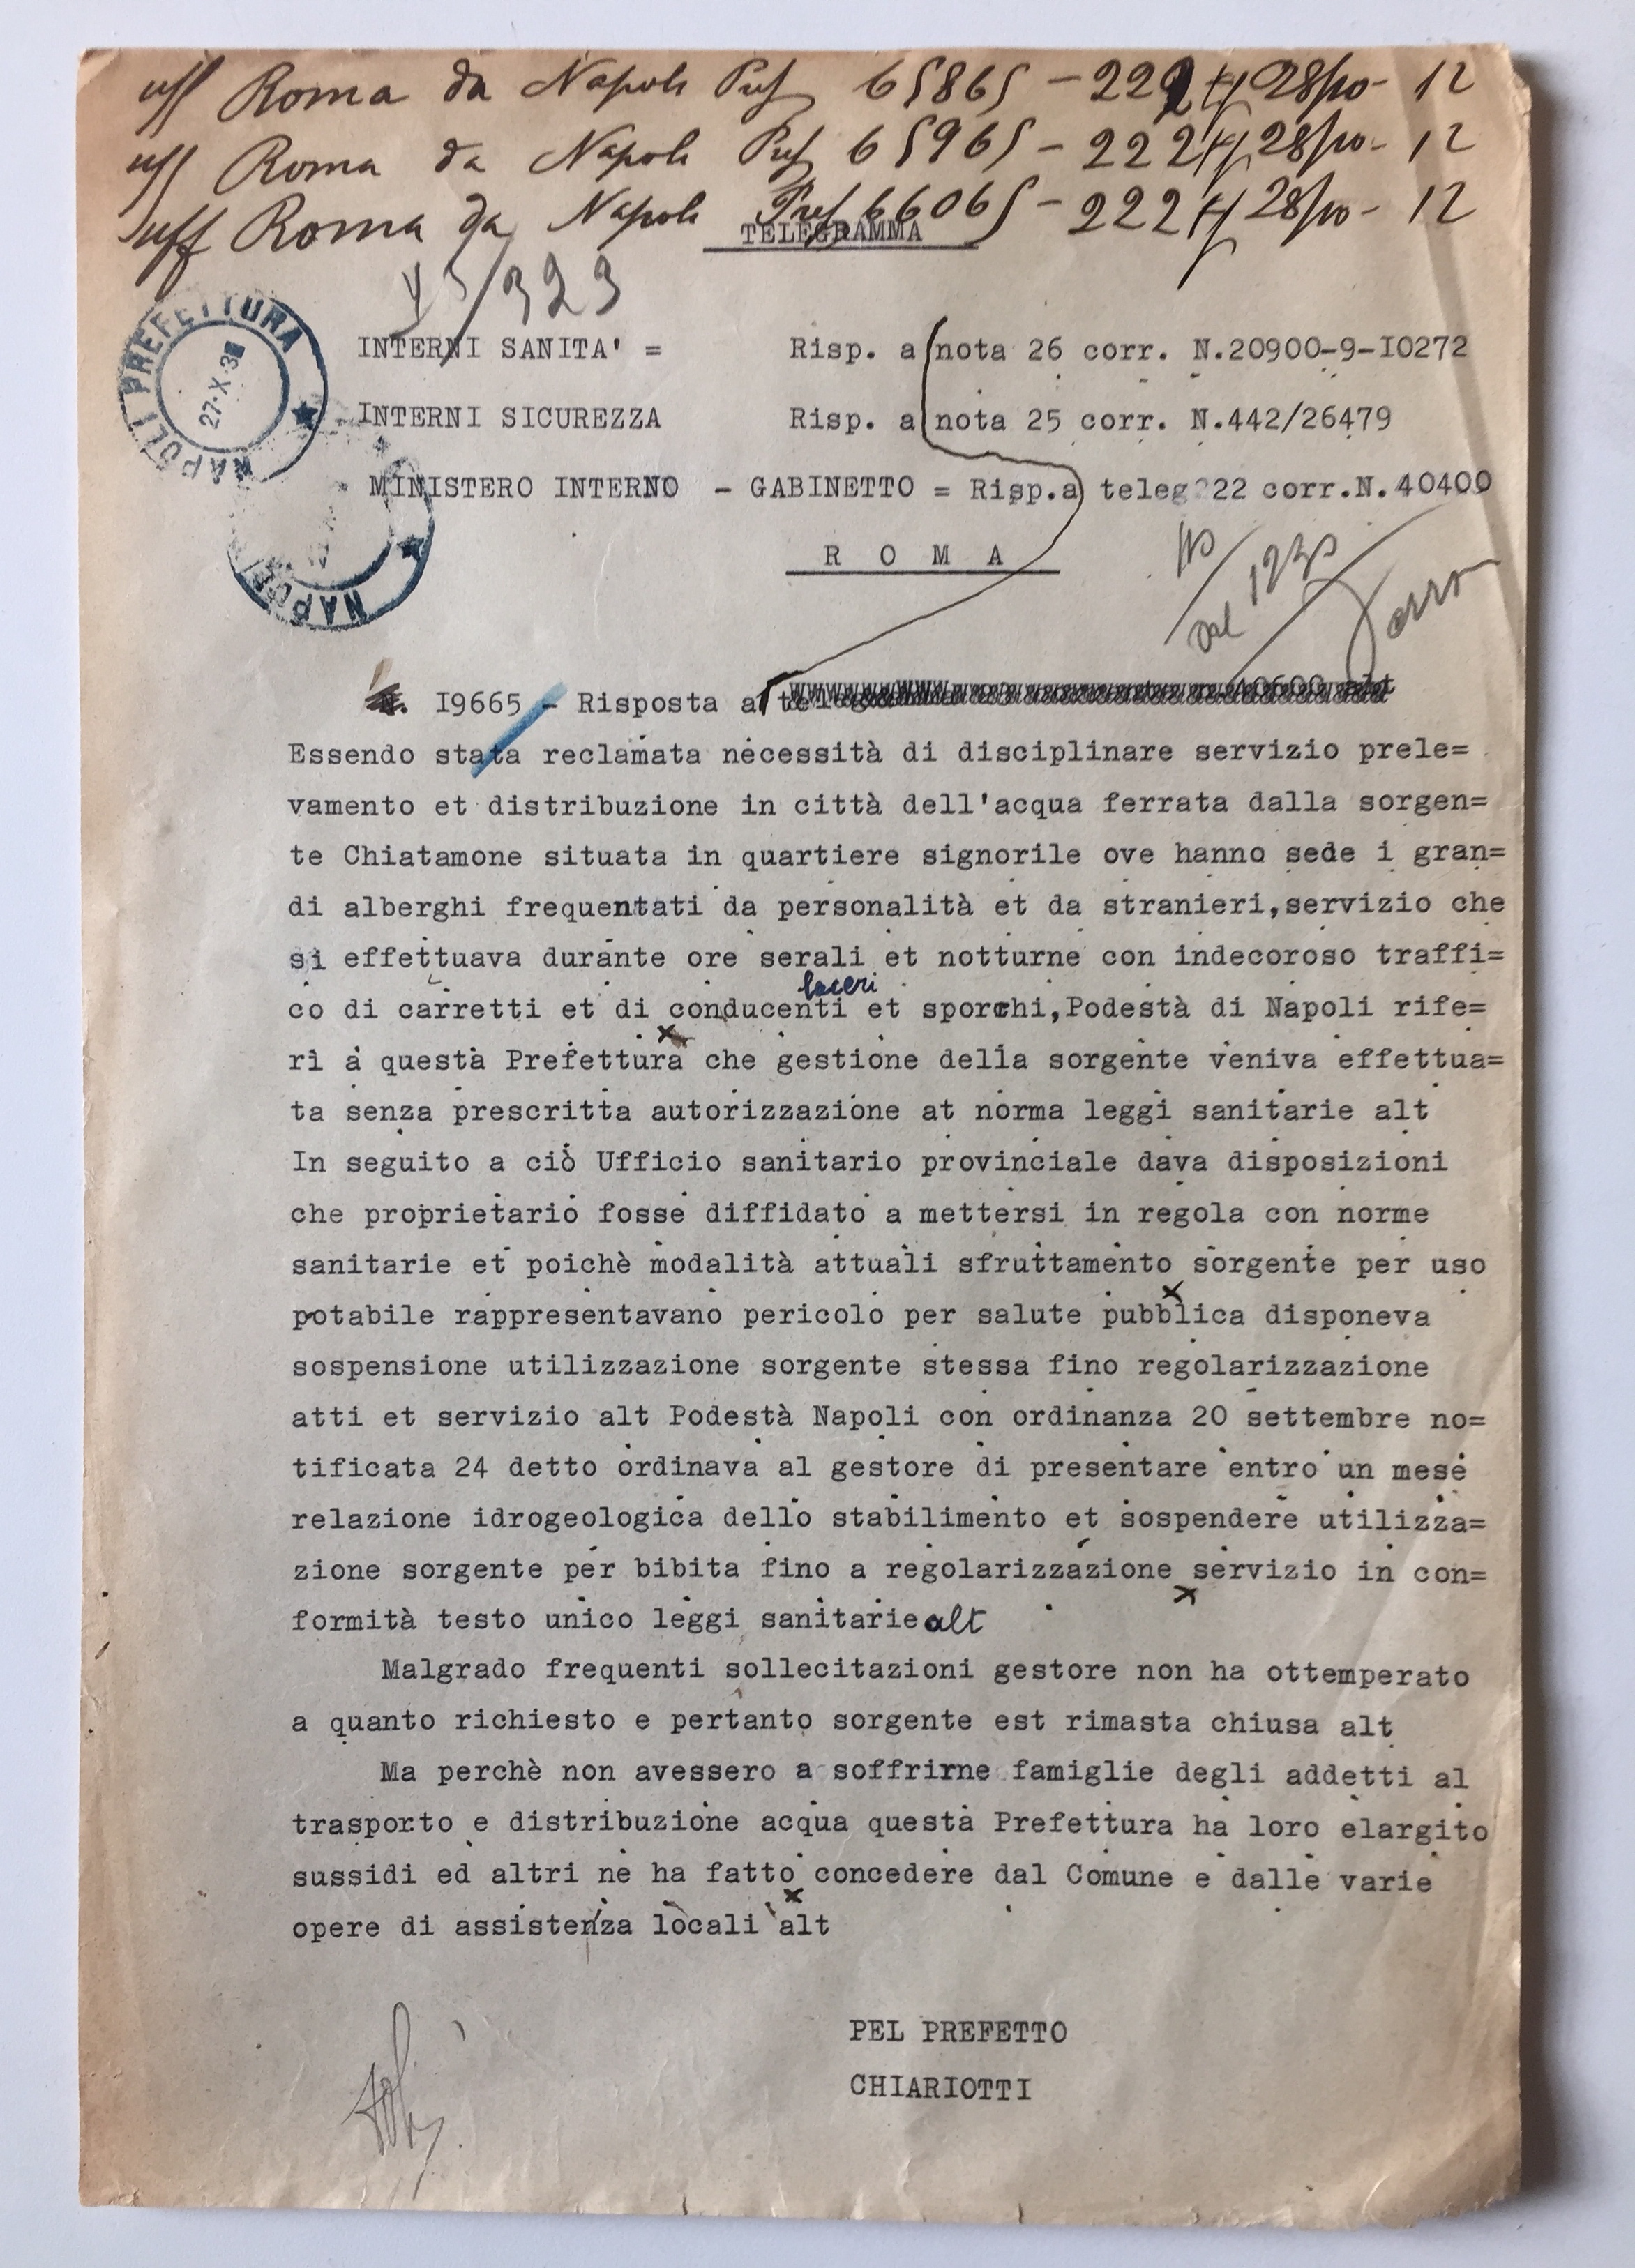 uff Roma da Napoli Pref 65865 - 222 28/10 - 12
uff Roma da Napoli Pref 65965 - 222 28/10 - 12
uff Roma da Napoli Pref 66065 - 222 28/10 - 12
TELEGRAMMA
NAPOLI PREFETTURA
27·X·3
INTERNI SANITA' = Risp. a nota 26 corr. N.20900-9-I0272
INTERNI SICUREZZA Risp. a nota 25 corr. N.442/26479
MINISTERO INTERNO - GABINETTO = Risp.a teleg 22 corr.N.40400
NAPOLI
R O M A
I9665 - Risposta a
Essendo stata reclamata necessità di disciplinare servizio prele=
vamento et distribuzione in città dell'acqua ferrata dalla sorgen=
te Chiatamone situata in quartiere signorile ove hanno sede i gran=
di alberghi frequentati da personalità et da stranieri,servizio che
si effettuava durante ore serali et notturne con indecoroso traffi=
laceri
co di carretti et di conducenti et sporchi,Podestà di Napoli rife=
rì a questa Prefettura che gestione della sorgente veniva effettua=
ta senza prescritta autorizzazione at norma leggi sanitarie alt
In seguito a ciò Ufficio sanitario provinciale dava disposizioni
che proprietario fosse diffidato a mettersi in regola con norme
sanitarie et poichè modalità attuali sfruttamento sorgente per uso
potabile rappresentavano pericolo per salute pubblica disponeva
sospensione utilizzazione sorgente stessa fino regolarizzazione
atti et servizio alt Podestà Napoli con ordinanza 20 settembre no=
tificata 24 detto ordinava al gestore di presentare entro un mese
relazione idrogeologica dello stabilimento et sospendere utilizza=
zione sorgente per bibita fino a regolarizzazione servizio in con=
formità testo unico leggi sanitarie alt
Malgrado frequenti sollecitazioni gestore non ha ottemperato
a quanto richiesto e pertanto sorgente est rimasta chiusa alt
Ma perchè non avessero a soffrirne famiglie degli addetti al
trasporto e distribuzione acqua questa Prefettura ha loro elargito
sussidi ed altri ne ha fatto concedere dal Comune e dalle varie
opere di assistenza locali alt
PEL PREFETTO
CHIARIOTTI